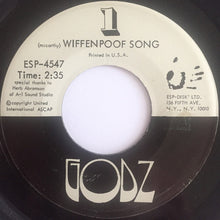 1
(mccarthy) WIFFENPOOF SONG
Printed in U.S.A.
ESP-4547
Time: 2:35
special thanks to
Herb Abramson
of A-1 Sound Studio
©copyright United
International ASCAP
ESP-DISK' LTD.
156 FIFTH AVE.
N.Y., N.Y. 10010
GODZ